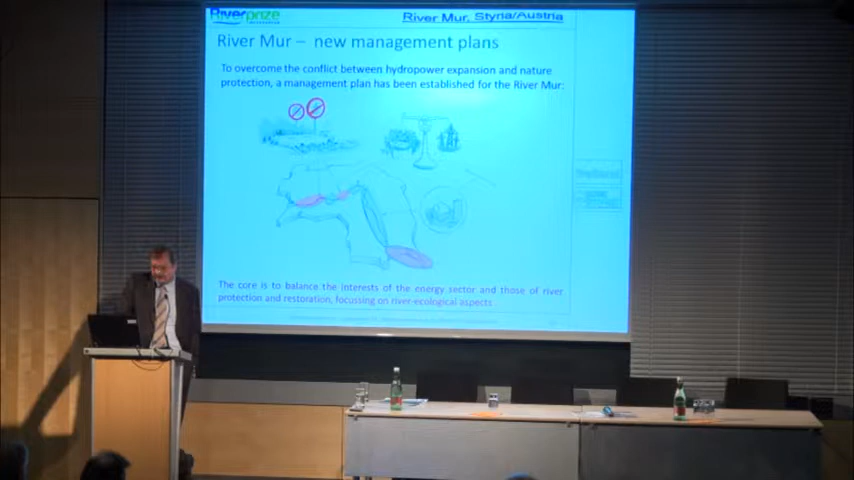 Riverprize
River Mur, Styria/Austria
River Mur – new management plans
To overcome the conflict between hydropower expansion and nature
protection, a management plan has been established for the River Mur:
The core is to balance the interests of the energy sector and those of river
protection and restoration, focussing on river-ecological aspects